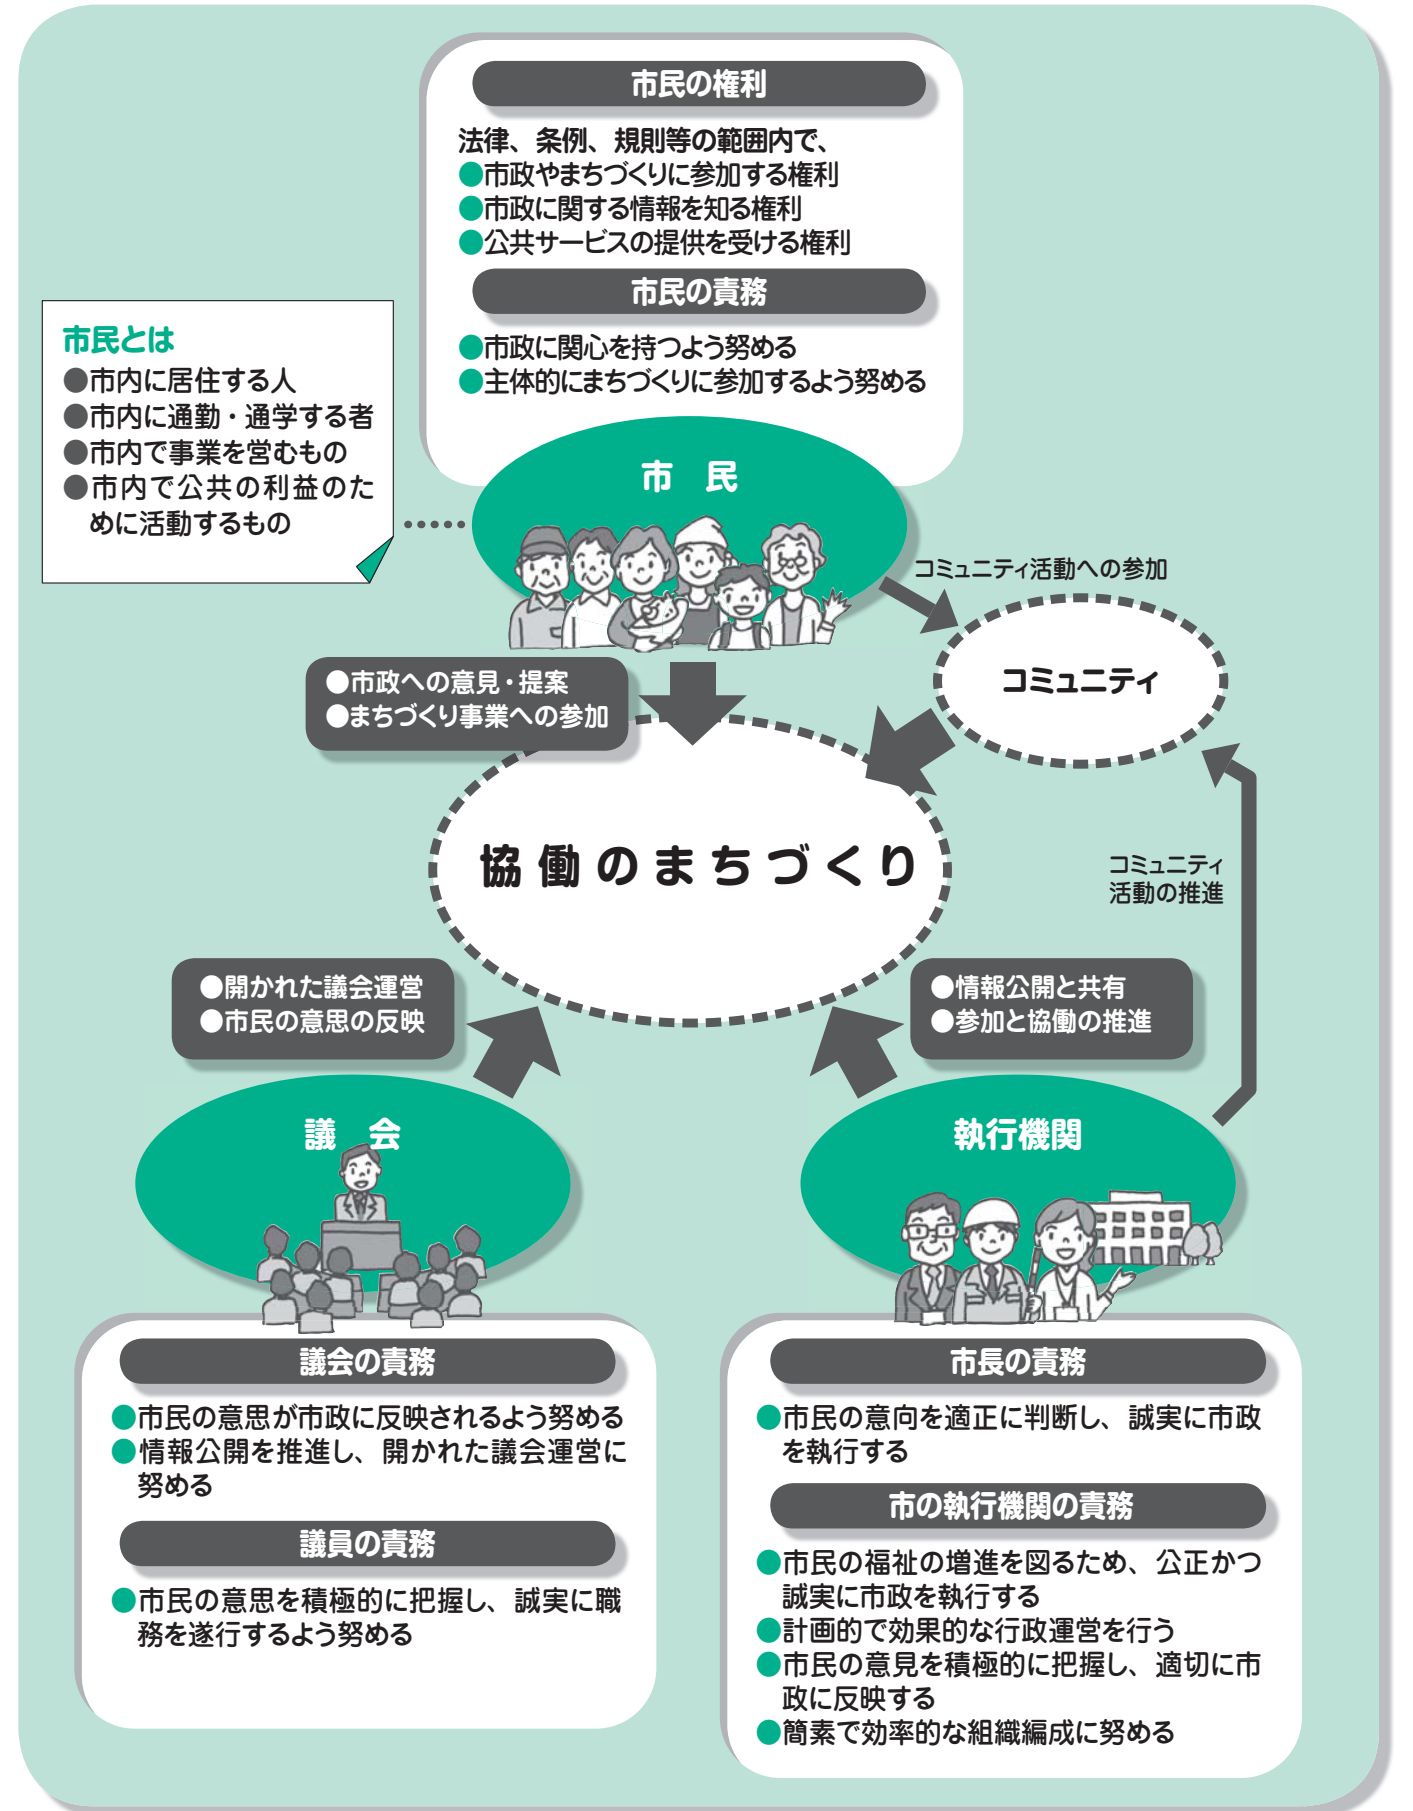 市民の権利
法律、条例、規則等の範囲内で、
●市政やまちづくりに参加する権利
●市政に関する情報を知る権利
●公共サービスの提供を受ける権利
市民の責務
●市政に関心を持つよう努める
●主体的にまちづくりに参加するよう努める
市民とは
●市内に居住する人
●市内に通勤・通学する者
●市内で事業を営むもの
●市内で公共の利益のた
めに活動するもの
市 民
コミュニティ活動への参加
コミュニティ
●市政への意見・提案
●まちづくり事業への参加
協働のまちづくり
コミュニティ
活動の推進
●開かれた議会運営
●市民の意思の反映
●情報公開と共有
●参加と協働の推進
議 会
執行機関
議会の責務
●市民の意思が市政に反映されるよう努める
●情報公開を推進し、開かれた議会運営に
努める
議員の責務
●市民の意思を積極的に把握し、誠実に職
務を遂行するよう努める
市長の責務
●市民の意向を適正に判断し、誠実に市政
を執行する
市の執行機関の責務
●市民の福祉の増進を図るため、公正かつ
誠実に市政を執行する
●計画的で効果的な行政運営を行う
●市民の意見を積極的に把握し、適切に市
政に反映する
●簡素で効率的な組織編成に努める